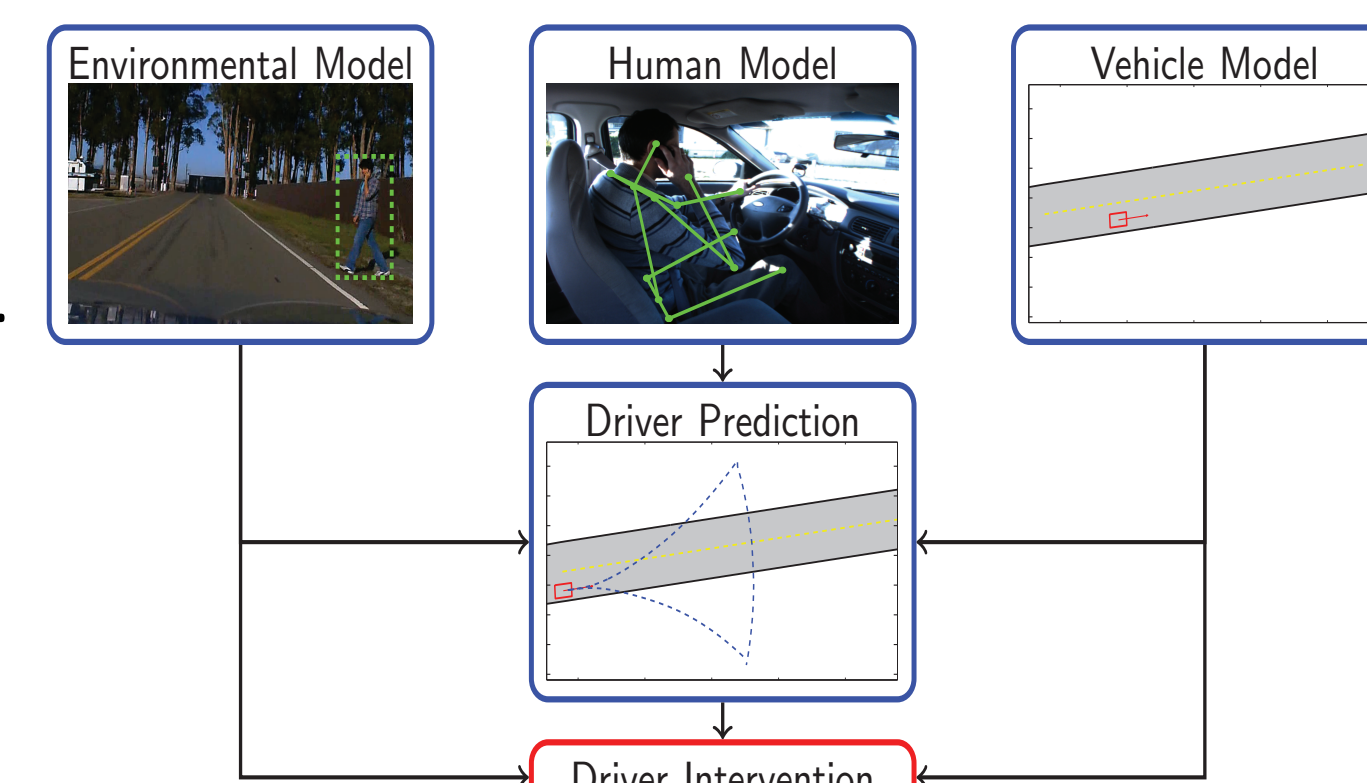 Environmental Model
Human Model
Vehicle Model
Driver Prediction
Driver Intervention